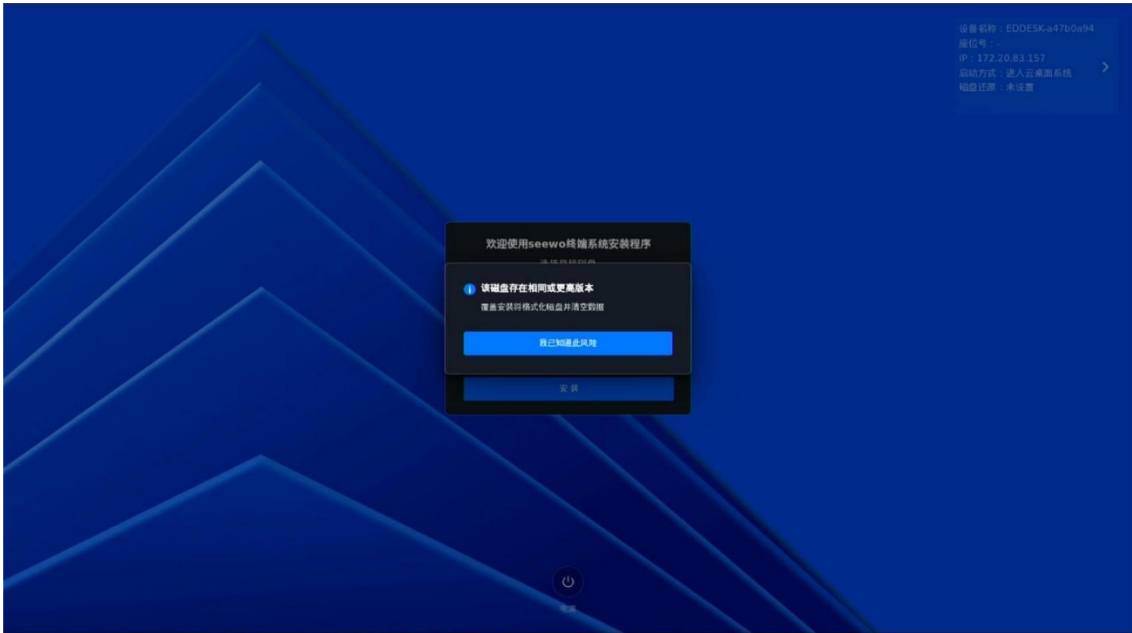 设备名称：EDDESK-a47b0a94
座位号：-
IP：172.20.83.157
启动方式：进入云桌面系统
磁盘还原：未设置
欢迎使用seewo终端系统安装程序
该磁盘存在相同或更高版本
覆盖安装将格式化磁盘并清空数据
我已知道此风险
安装
电源